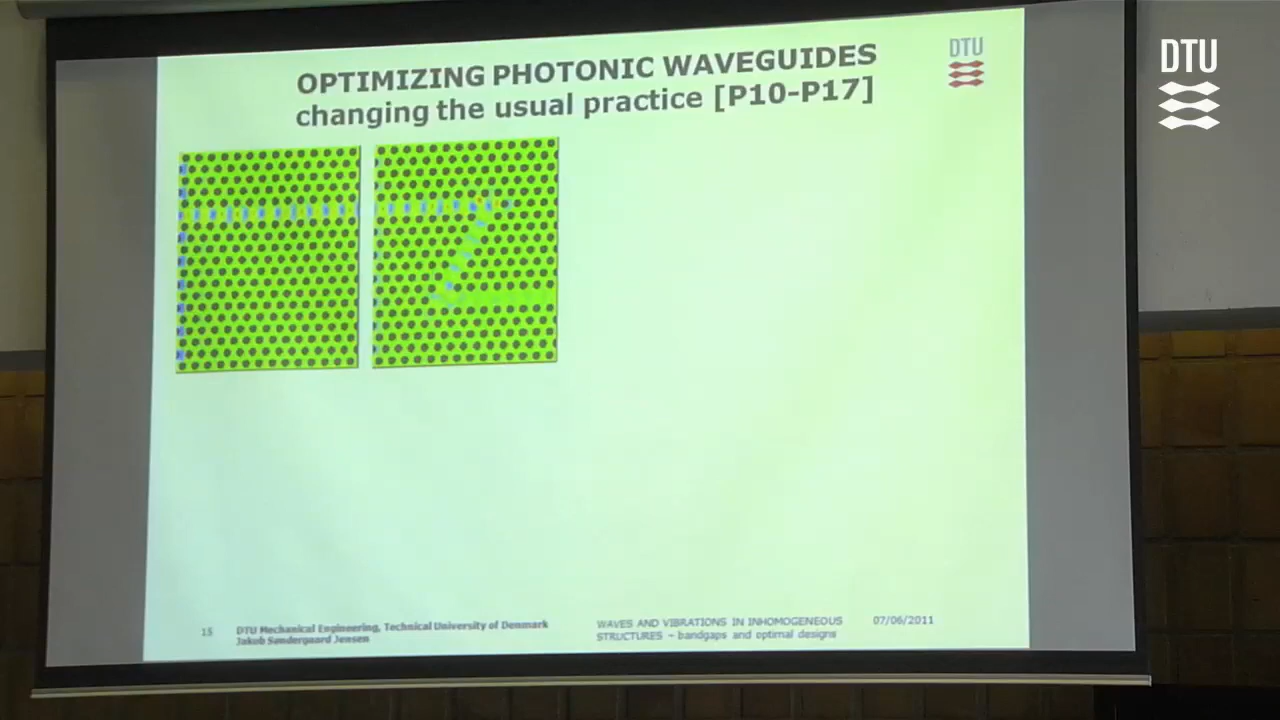 OPTIMIZING PHOTONIC WAVEGUIDES
changing the usual practice [P10-P17]
DTU
DTU
15
DTU Mechanical Engineering, Technical University of Denmark
Jakob Søndergaard Jensen
WAVES AND VIBRATIONS IN INHOMOGENEOUS
STRUCTURES – bandgaps and optimal designs
07/06/2011